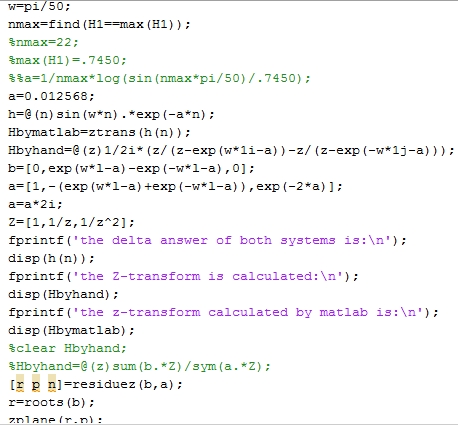 w=pi/50;
nmax=find(H1==max(H1));
%nmax=22;
%max(H1)=.7450;
%%a=1/nmax*log(sin(nmax*pi/50)/.7450);
a=0.012568;
h=@(n)sin(w*n).*exp(-a*n);
Hbymatlab=ztrans(h(n));
Hbyhand=@(z)1/2i*(z/(z-exp(w*1i-a))-z/(z-exp(-w*1j-a)));
b=[0,exp(w*1-a)-exp(-w*1-a),0];
a=[1,-(exp(w*1-a)+exp(-w*1-a)),exp(-2*a)];
a=a*2i;
Z=[1,1/z,1/z^2];
fprintf('the delta answer of both systems is:\n');
disp(h(n));
fprintf('the Z-transform is calculated:\n');
disp(Hbyhand);
fprintf('the z-transform calculated by matlab is:\n');
disp(Hbymatlab);
%clear Hbyhand;
%Hbyhand=@(z)sum(b.*Z)/sym(a.*Z);
[r p n]=residuez(b,a);
r=roots(b);
zplane(r,p);